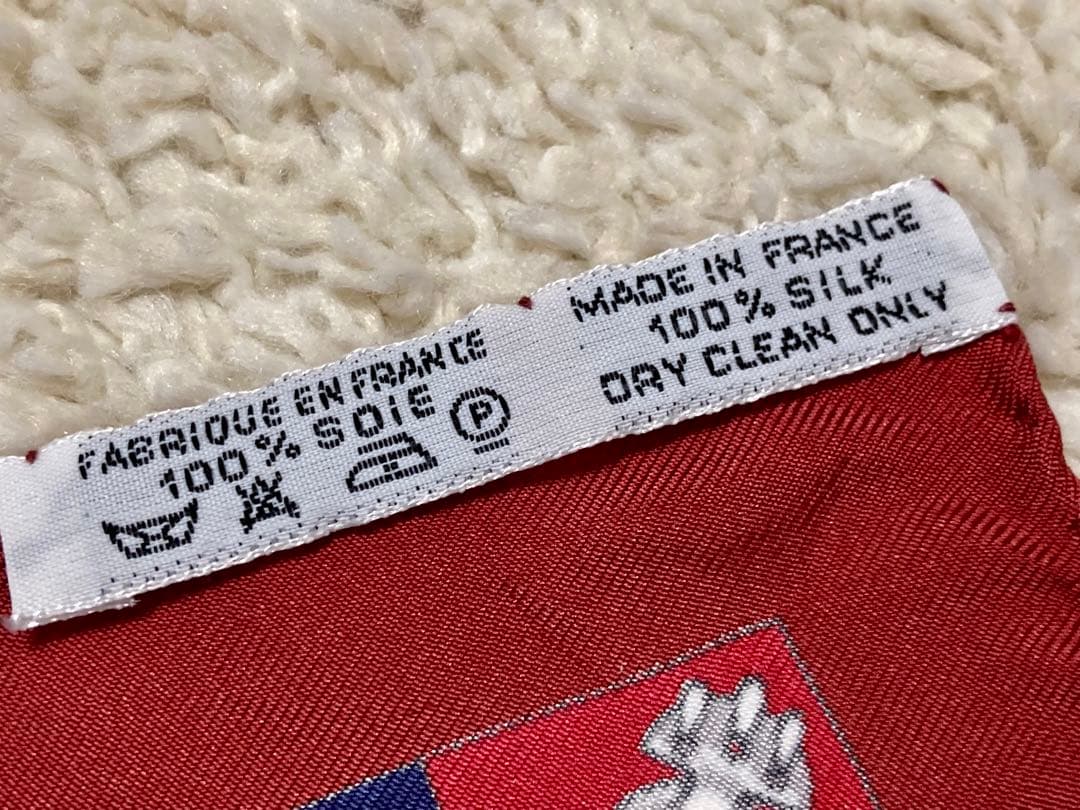 FABRIQUE EN FRANCE
100% SOIE
P
MADE IN FRANCE
100% SILK
DRY CLEAN ONLY